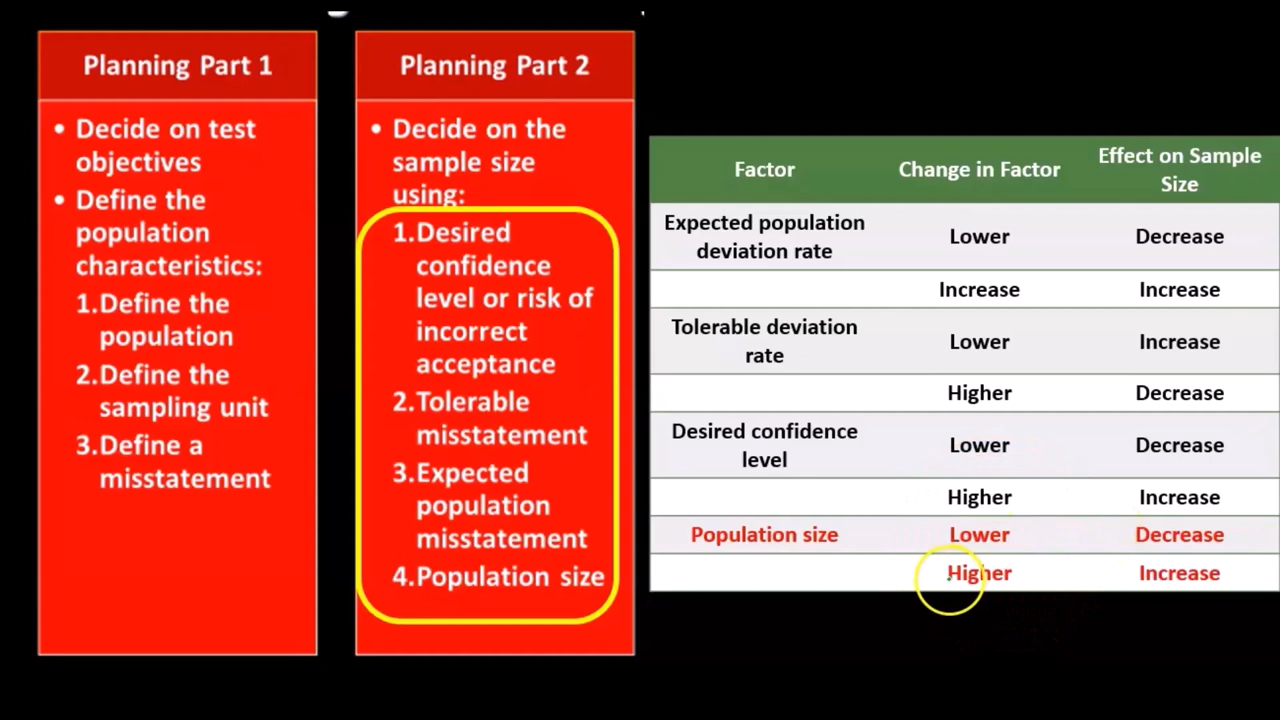 Planning Part 1
• Decide on test
objectives
• Define the
population
characteristics:
1.Define the
population
2.Define the
sampling unit
3.Define a
misstatement
Planning Part 2
• Decide on the
sample size
using:
1.Desired
confidence
level or risk of
incorrect
acceptance
2.Tolerable
misstatement
3.Expected
population
misstatement
4.Population size
Factor Change in Factor Effect on Sample
Size
Expected population
deviation rate Lower Decrease
Increase Increase
Tolerable deviation
rate Lower Increase
Higher Decrease
Desired confidence
level Lower Decrease
Higher Increase
Population size Lower Decrease
Higher Increase